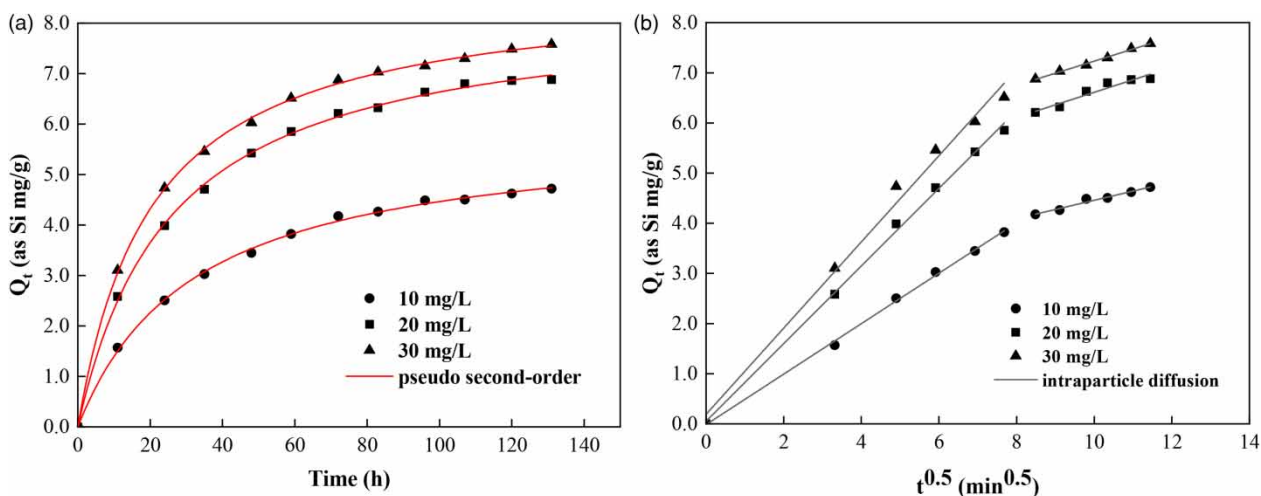 (a)
8.0
7.0
6.0
5.0
4.0
3.0
2.0
1.0
0.0
Qt (as Si mg/g)
10 mg/L
20 mg/L
30 mg/L
pseudo second-order
0 20 40 60 80 100 120 140
Time (h)
(b)
8.0
7.0
6.0
5.0
4.0
3.0
2.0
1.0
0.0
Qt (as Si mg/g)
10 mg/L
20 mg/L
30 mg/L
intraparticle diffusion
0 2 4 6 8 10 12 14
t^0.5 (min^0.5)